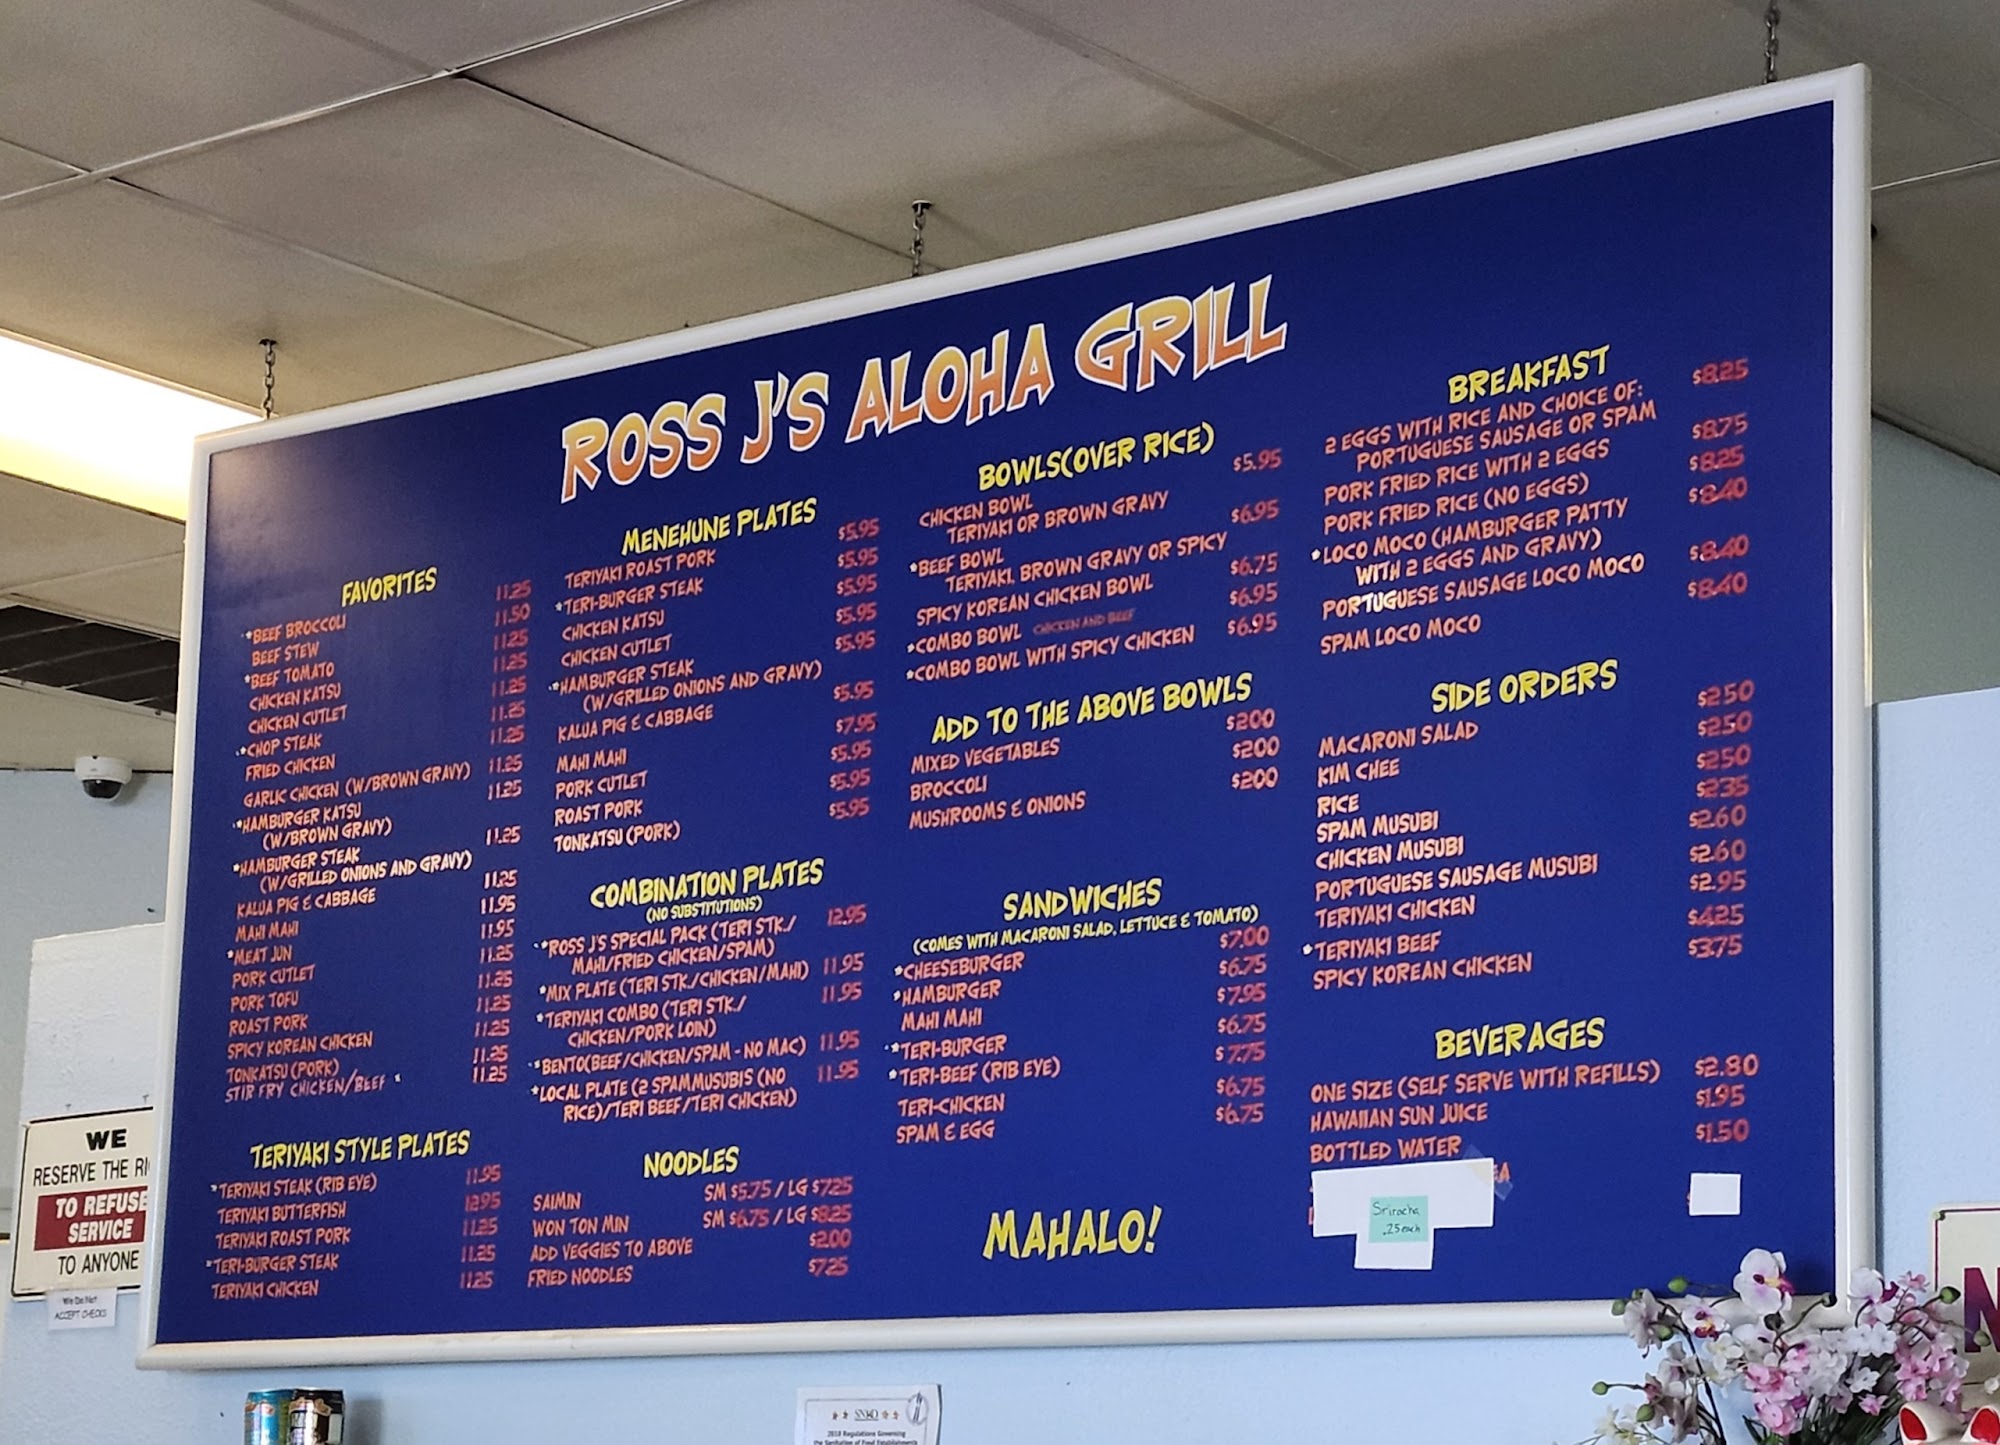 ROSS J'S ALOHA GRILL
FAVORITES
*BEEF BROCCOLI 11.25
BEEF STEW 11.50
*BEEF TOMATO 11.25
CHICKEN KATSU 11.25
CHICKEN CUTLET 11.25
*CHOP STEAK 11.25
FRIED CHICKEN 11.25
GARLIC CHICKEN (W/BROWN GRAVY) 11.25
*HAMBURGER KATSU 11.25
(W/BROWN GRAVY)
*HAMBURGER STEAK 11.25
(W/GRILLED ONIONS AND GRAVY)
KALUA PIG & CABBAGE 11.25
MAHI MAHI 11.95
*MEAT JUN 11.95
PORK CUTLET 11.25
PORK TOFU 11.25
ROAST PORK 11.25
SPICY KOREAN CHICKEN 11.25
TONKATSU (PORK) 11.25
STIR FRY CHICKEN/BEEF * 11.25
TERIYAKI STYLE PLATES
*TERIYAKI STEAK (RIB EYE) 11.95
TERIYAKI BUTTERFISH 12.95
TERIYAKI ROAST PORK 11.25
*TERI-BURGER STEAK 11.25
TERIYAKI CHICKEN 11.25
MENEHUNE PLATES
TERIYAKI ROAST PORK $5.95
*TERI-BURGER STEAK $5.95
CHICKEN KATSU $5.95
CHICKEN CUTLET $5.95
*HAMBURGER STEAK $5.95
(W/GRILLED ONIONS AND GRAVY)
KALUA PIG & CABBAGE $5.95
MAHI MAHI $7.95
PORK CUTLET $5.95
ROAST PORK $5.95
TONKATSU (PORK) $5.95
COMBINATION PLATES
(NO SUBSTITUTIONS)
*ROSS J'S SPECIAL PACK (TERI STK./ 12.95
MAHI/FRIED CHICKEN/SPAM)
*MIX PLATE (TERI STK./CHICKEN/MAHI) 11.95
*TERIYAKI COMBO (TERI STK./ 11.95
CHICKEN/PORK LOIN)
*BENTO(BEEF/CHICKEN/SPAM - NO MAC) 11.95
*LOCAL PLATE (2 SPAMMUSUBIS (NO 11.95
RICE)/TERI BEEF/TERI CHICKEN)
NOODLES
SAIMIN SM $5.75 / LG $7.25
WON TON MIN SM $6.75 / LG $8.25
ADD VEGGIES TO ABOVE $2.00
FRIED NOODLES $7.25
BOWLS(OVER RICE)
CHICKEN BOWL $5.95
TERIYAKI OR BROWN GRAVY
*BEEF BOWL $6.95
TERIYAKI, BROWN GRAVY OR SPICY
SPICY KOREAN CHICKEN BOWL $6.75
*COMBO BOWL CHICKEN AND BEEF $6.95
*COMBO BOWL WITH SPICY CHICKEN $6.95
ADD TO THE ABOVE BOWLS
MIXED VEGETABLES $2.00
BROCCOLI $2.00
MUSHROOMS & ONIONS $2.00
SANDWICHES
(COMES WITH MACARONI SALAD, LETTUCE & TOMATO)
*CHEESEBURGER $7.00
*HAMBURGER $6.75
MAHI MAHI $7.95
*TERI-BURGER $6.75
*TERI-BEEF (RIB EYE) $7.75
TERI-CHICKEN $6.75
SPAM & EGG $6.75
MAHALO!
BREAKFAST
2 EGGS WITH RICE AND CHOICE OF: $8.25
PORTUGUESE SAUSAGE OR SPAM
PORK FRIED RICE WITH 2 EGGS $8.75
PORK FRIED RICE (NO EGGS) $8.25
*LOCO MOCO (HAMBURGER PATTY $8.40
WITH 2 EGGS AND GRAVY)
PORTUGUESE SAUSAGE LOCO MOCO $8.40
SPAM LOCO MOCO $8.40
SIDE ORDERS
MACARONI SALAD $2.50
KIM CHEE $2.50
RICE $2.50
SPAM MUSUBI $2.35
CHICKEN MUSUBI $2.60
PORTUGUESE SAUSAGE MUSUBI $2.60
TERIYAKI CHICKEN $2.95
*TERIYAKI BEEF $4.25
SPICY KOREAN CHICKEN $3.75
BEVERAGES
ONE SIZE (SELF SERVE WITH REFILLS) $2.80
HAWAIIAN SUN JUICE $1.95
BOTTLED WATER $1.50
Sriracha
.25 each
WE
RESERVE THE RI
TO REFUSE
SERVICE
TO ANYONE
We Do Not
ACCEPT CHECKS
SNHD
2010 Regulations Governing
the Sanitation of Food Establishments
N